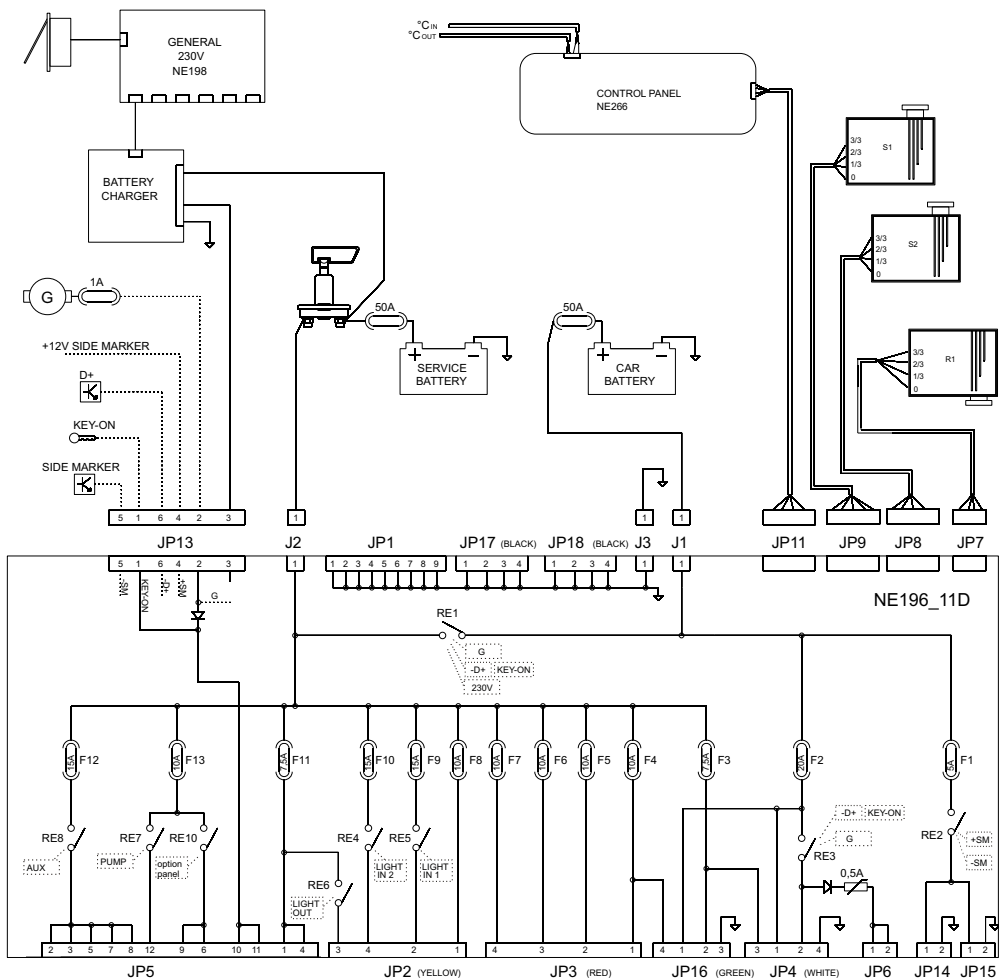 GENERAL
230V
NE198
°C IN
°C OUT
CONTROL PANEL
NE266
BATTERY
CHARGER
3/3
2/3
1/3
0
S1
3/3
2/3
1/3
0
S2
3/3
2/3
1/3
0
R1
G
1A
50A
50A
+ −
SERVICE
BATTERY
+ −
CAR
BATTERY
+12V SIDE MARKER
D+
KEY-ON
SIDE MARKER
5 1 6 4 2 3
1
1
1
JP13
J2
JP1
JP17 (BLACK)
JP18 (BLACK)
J3
J1
JP11
JP9
JP8
JP7
5 1 6 4 2 3
1
1 2 3 4 5 6 7 8 9
1 2 3 4
1 2 3 4
1
1
NE196_11D
-SM
KEY-ON
-D+
+SM
G
RE1
G
-D+ KEY-ON
230V
15A F12
10A F13
7,5A F11
15A F10
15A F9
10A F8
10A F7
10A F6
10A F5
10A F4
7,5A F3
20A F2
5A F1
RE8
AUX
RE7
PUMP
RE10
option
panel
RE6
LIGHT
OUT
RE4
LIGHT
IN 2
RE5
LIGHT
IN 1
-D+ KEY-ON
G
RE3
0,5A
RE2
+SM
-SM
2 3 5 7 8 12 9 6 10 11 1 4
3 4 2 1
4 3 2 1
4 1 2 3
3 1 2 4
1 2
1 2
1 2
JP5
JP2 (YELLOW)
JP3 (RED)
JP16 (GREEN)
JP4 (WHITE)
JP6
JP14
JP15